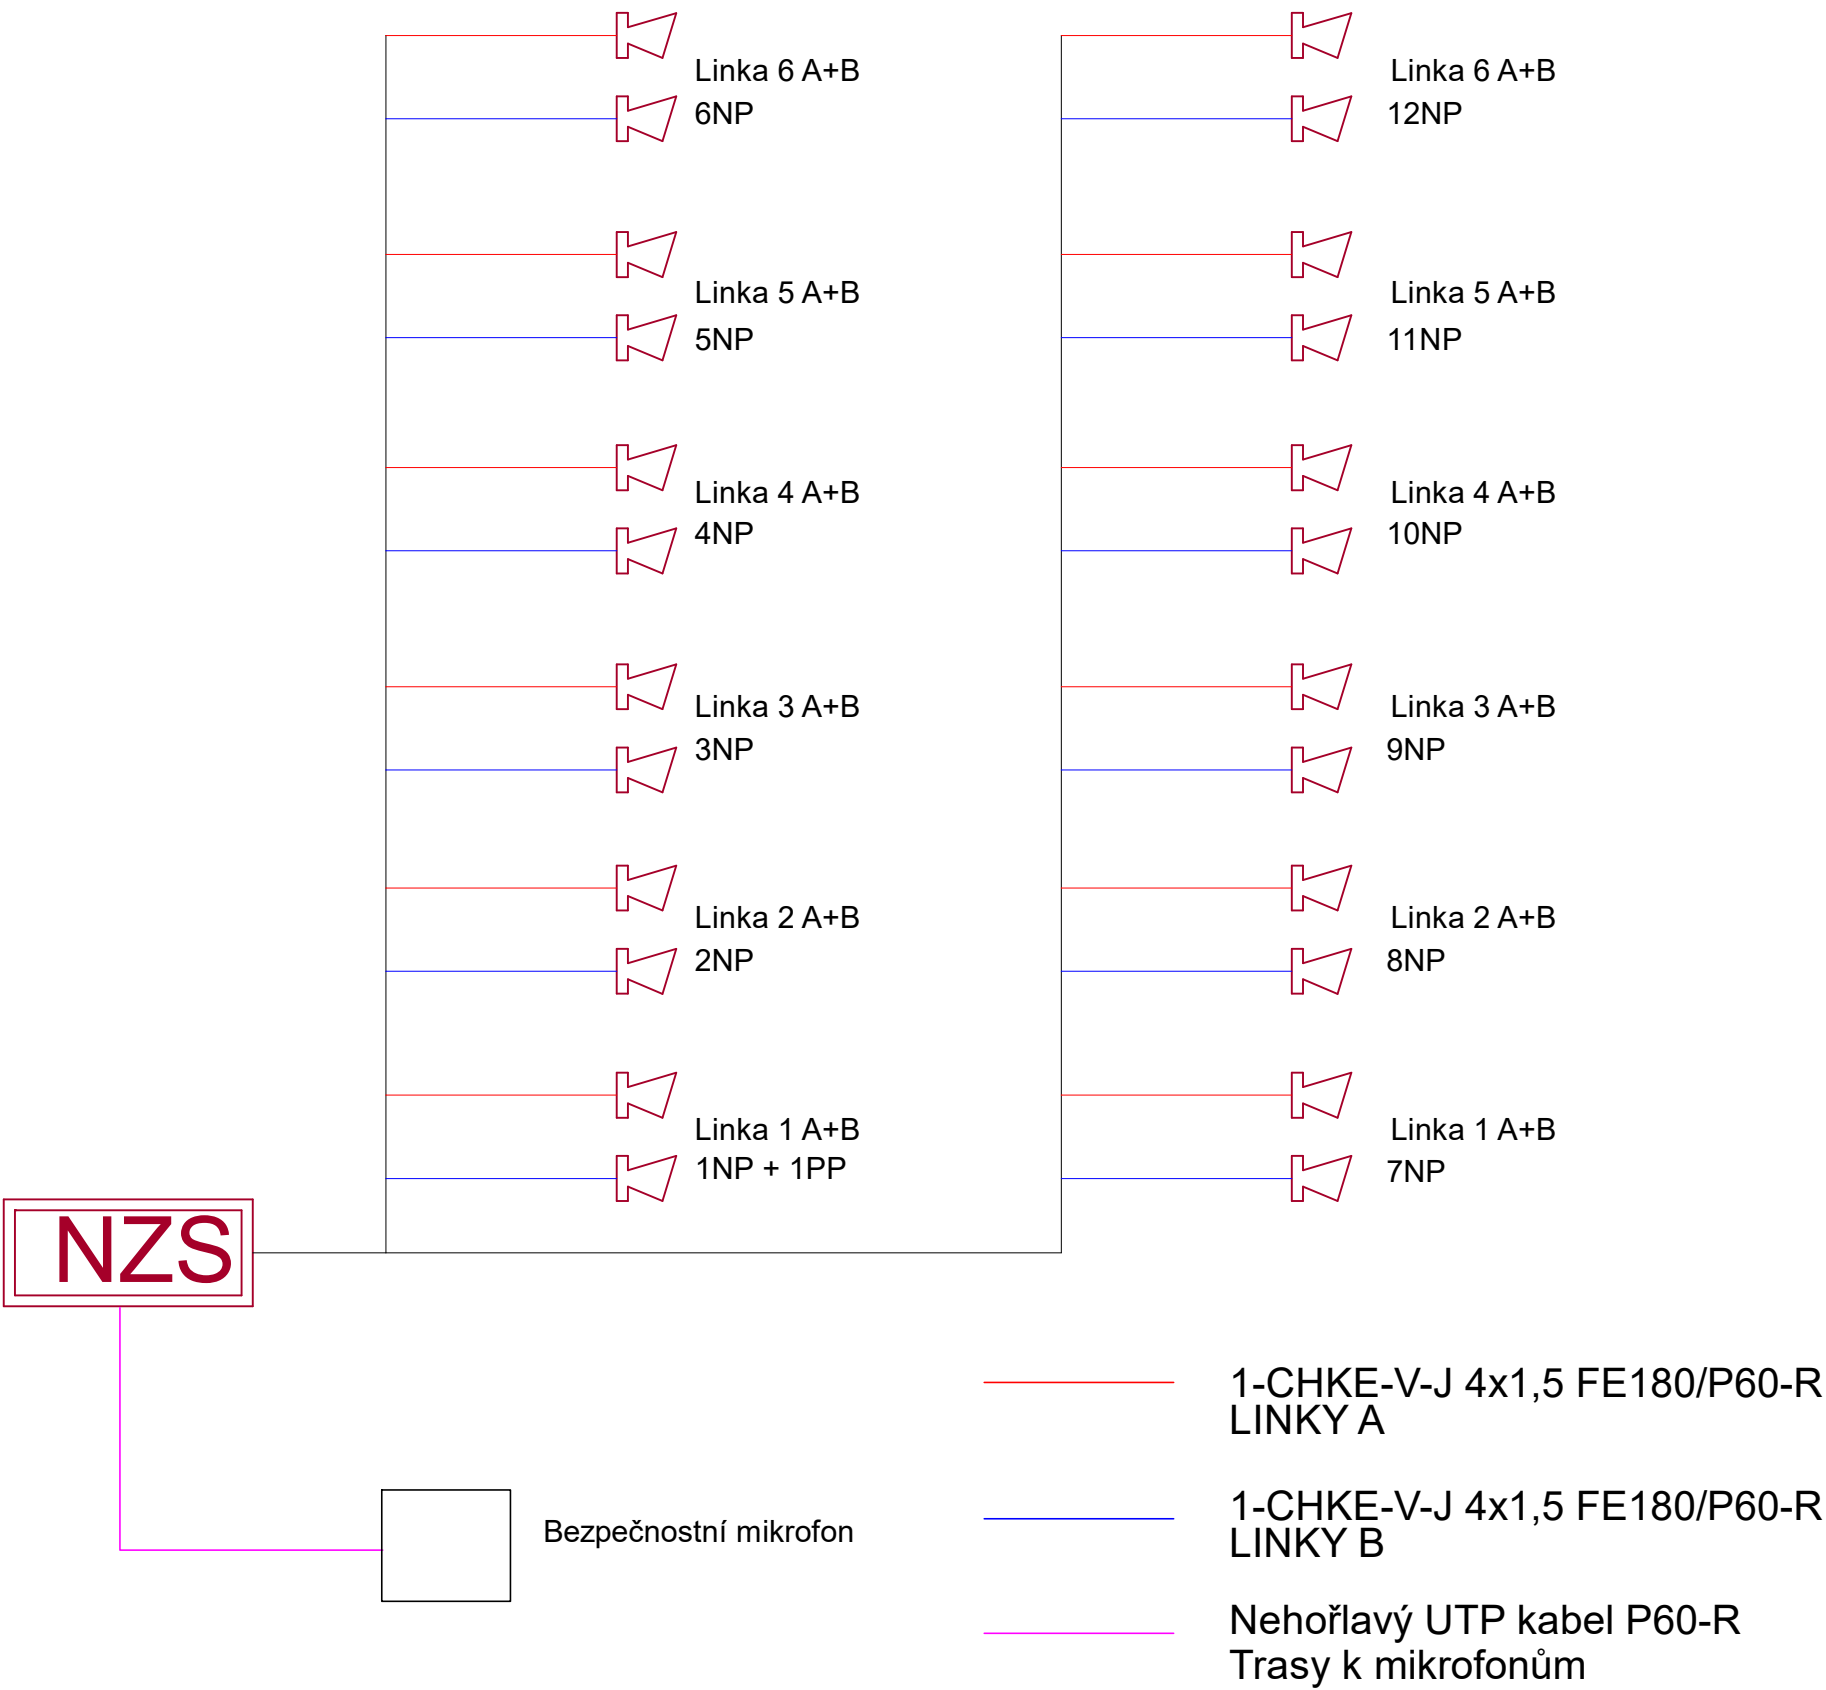 Linka 6 A+B
6NP
Linka 6 A+B
12NP
Linka 5 A+B
5NP
Linka 5 A+B
11NP
Linka 4 A+B
4NP
Linka 4 A+B
10NP
Linka 3 A+B
3NP
Linka 3 A+B
9NP
Linka 2 A+B
2NP
Linka 2 A+B
8NP
Linka 1 A+B
1NP + 1PP
Linka 1 A+B
7NP
NZS
Bezpečnostní mikrofon
1-CHKE-V-J 4x1,5 FE180/P60-R
LINKY A
1-CHKE-V-J 4x1,5 FE180/P60-R
LINKY B
Nehořlavý UTP kabel P60-R
Trasy k mikrofonům